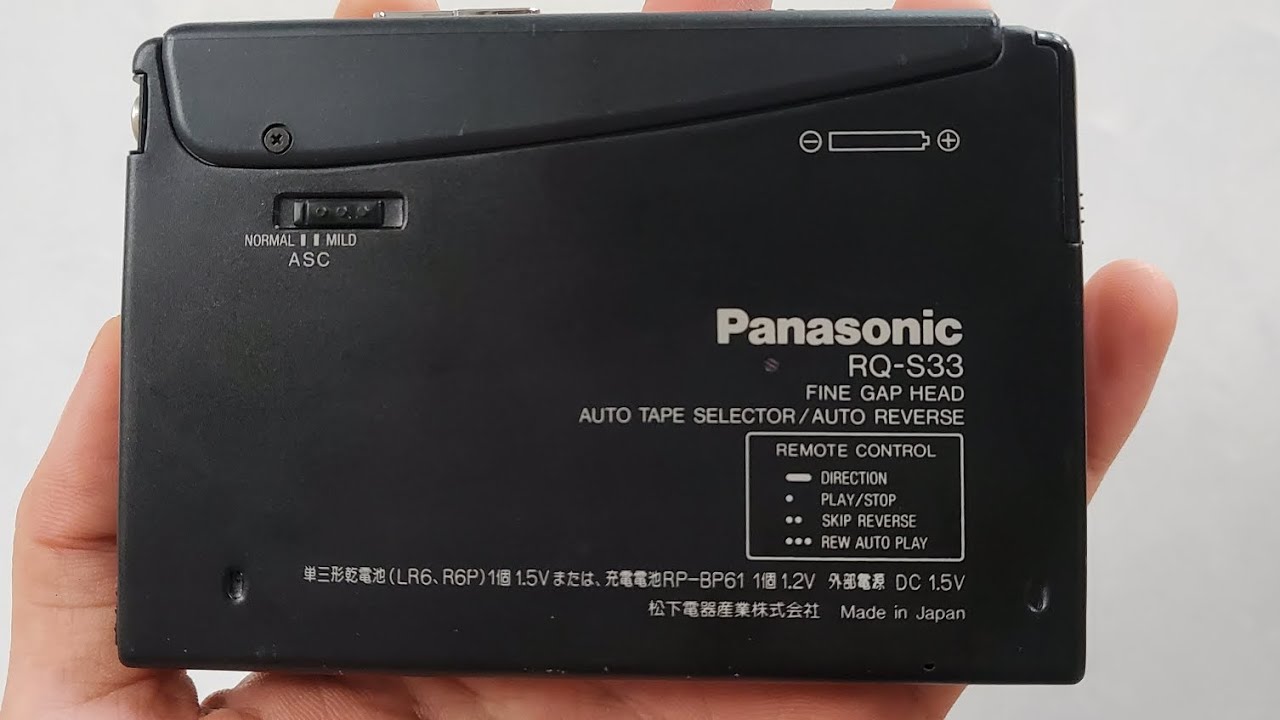 NORMAL MILD
ASC
Panasonic
RQ-S33
FINE GAP HEAD
AUTO TAPE SELECTOR/AUTO REVERSE
REMOTE CONTROL
DIRECTION
• PLAY/STOP
•• SKIP REVERSE
••• REW AUTO PLAY
単三形乾電池(LR6、R6P)1個 1.5Vまたは、充電電池RP-BP61 1個 1.2V 外部電源 DC 1.5V
松下電器産業株式会社 Made in Japan